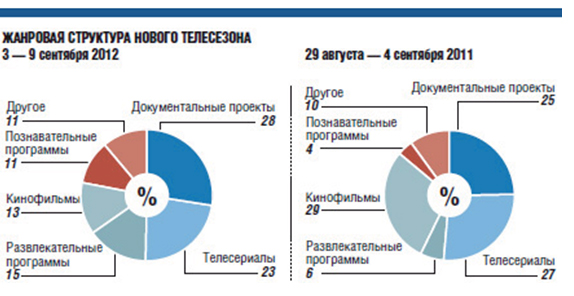 ЖАНРОВАЯ СТРУКТУРА НОВОГО ТЕЛЕСЕЗОНА
3 — 9 сентября 2012
29 августа — 4 сентября 2011
Другое
11
Документальные проекты
28
Познавательные
программы
11
%
Кинофильмы
13
Развлекательные
программы
15
Телесериалы
23
Другое
10
Документальные проекты
25
Познавательные
программы
4
%
Кинофильмы
29
Развлекательные
программы
6
Телесериалы
27